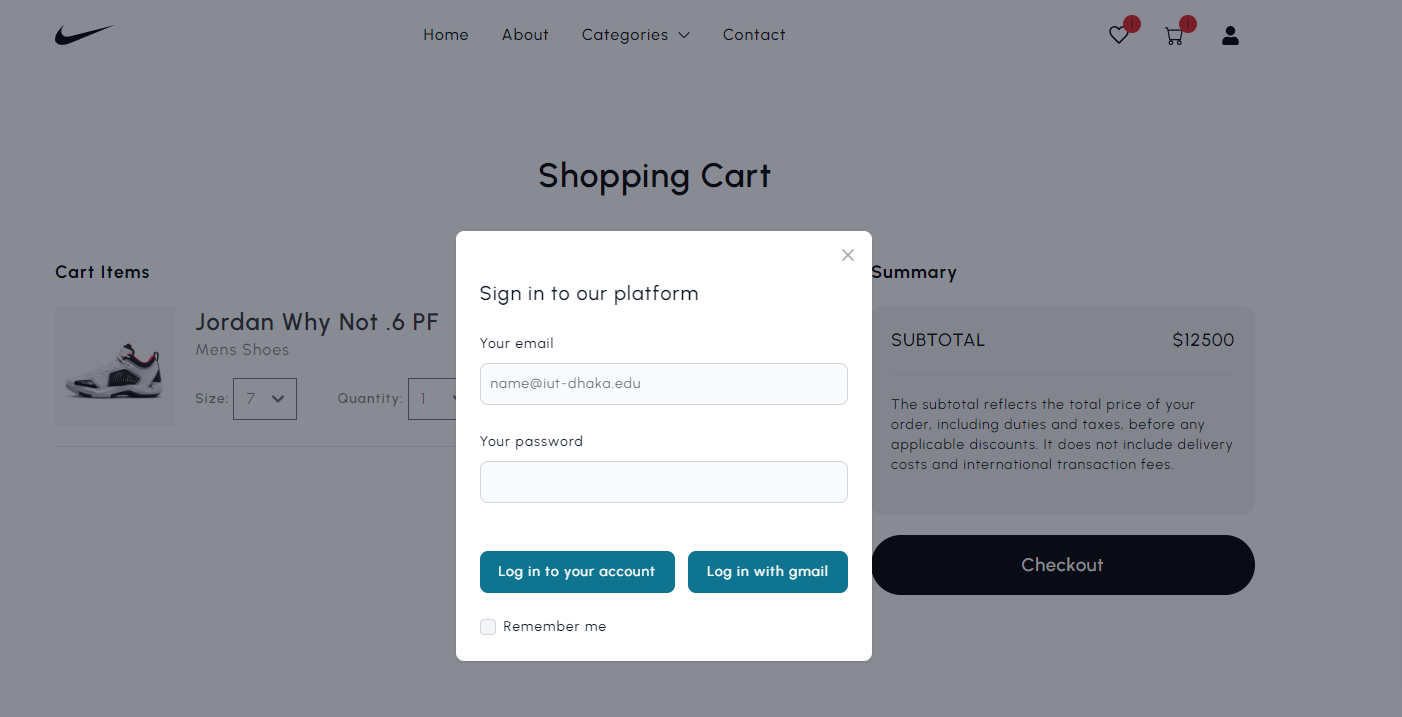 Home About Categories Contact
Shopping Cart
Cart Items
Jordan Why Not .6 PF
Mens Shoes
Size: 7 Quantity: 1
Sign in to our platform
Your email
name@iut-dhaka.edu
Your password
Log in to your account Log in with gmail
Remember me
Summary
SUBTOTAL $12500
The subtotal reflects the total price of your
order, including duties and taxes, before any
applicable discounts. It does not include delivery
costs and international transaction fees.
Checkout